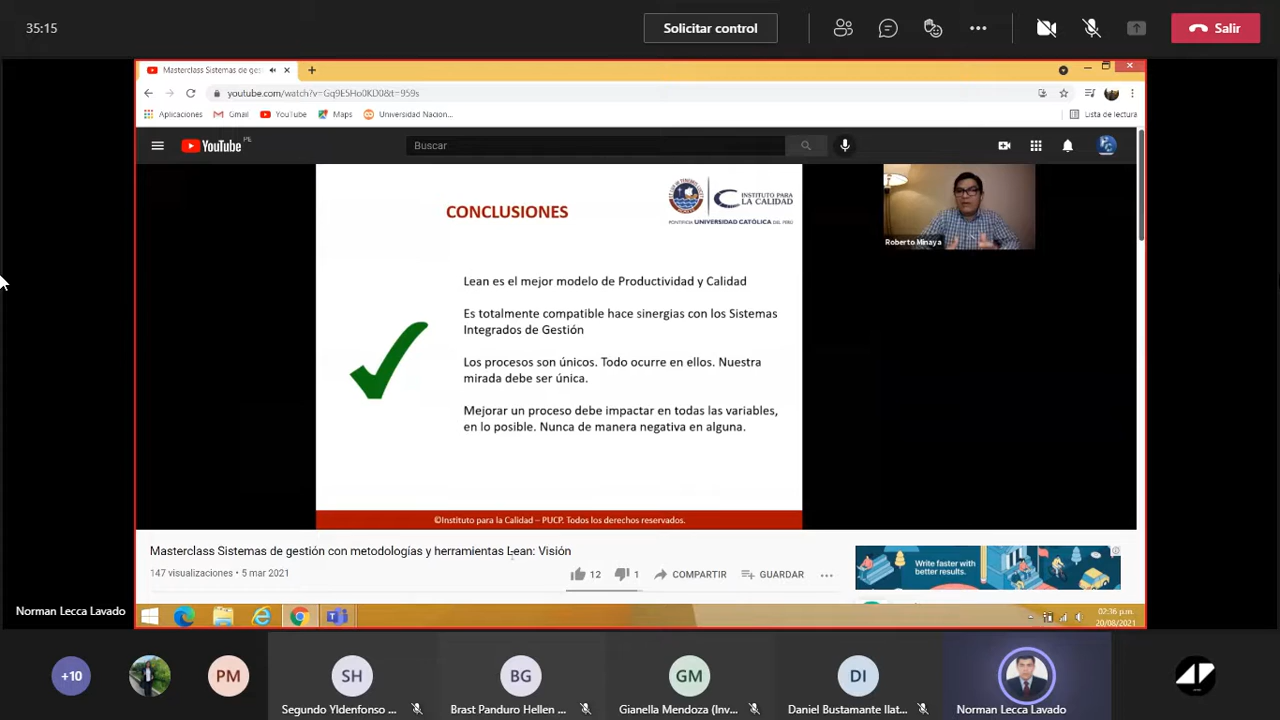 35:15
Solicitar control
Salir
Masterclass Sistemas de ges
youtube.com/watch?v=Gq9E5Ho0KD0&t=959s
Aplicaciones
Gmail
YouTube
Maps
Universidad Nacion...
Lista de lectura
YouTube PE
Buscar
CONCLUSIONES
INSTITUTO PARA
LA CALIDAD
PONTIFICIA UNIVERSIDAD CATÓLICA DEL PERÚ
Roberto Minaya
Lean es el mejor modelo de Productividad y Calidad
Es totalmente compatible hace sinergias con los Sistemas
Integrados de Gestión
Los procesos son únicos. Todo ocurre en ellos. Nuestra
mirada debe ser única.
Mejorar un proceso debe impactar en todas las variables,
en lo posible. Nunca de manera negativa en alguna.
©Instituto para la Calidad – PUCP. Todos los derechos reservados.
Masterclass Sistemas de gestión con metodologías y herramientas Lean: Visión
147 visualizaciones • 5 mar 2021
12
1
COMPARTIR
GUARDAR
Write faster with
better results.
Norman Lecca Lavado
02:36 p.m.
20/08/2021
+10
PM
SH
Segundo Yldenfonso ...
BG
Brast Panduro Hellen ...
GM
Gianella Mendoza (Inv...
DI
Daniel Bustamante Ilat...
Norman Lecca Lavado